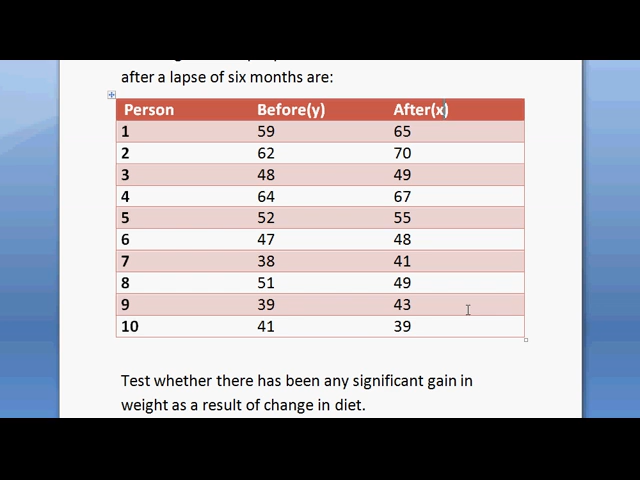 after a lapse of six months are:
Person Before(y) After(x)
1 59 65
2 62 70
3 48 49
4 64 67
5 52 55
6 47 48
7 38 41
8 51 49
9 39 43
10 41 39
Test whether there has been any significant gain in
weight as a result of change in diet.